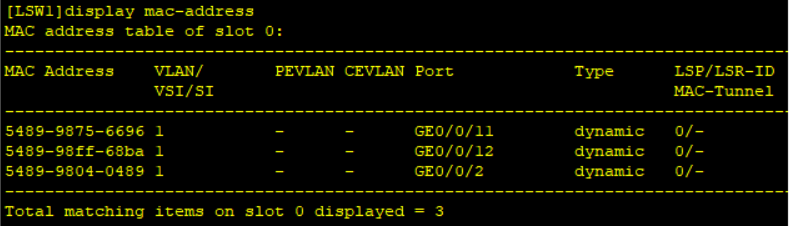 [LSW1]display mac-address
MAC address table of slot 0:
-------------------------------------------------------------------------------
MAC Address    VLAN/       PEVLAN CEVLAN Port            Type      LSP/LSR-ID
               VSI/SI                                              MAC-Tunnel
-------------------------------------------------------------------------------
5489-9875-6696 1           -      -      GE0/0/11        dynamic   0/-
5489-98ff-68ba 1           -      -      GE0/0/12        dynamic   0/-
5489-9804-0489 1           -      -      GE0/0/2         dynamic   0/-
-------------------------------------------------------------------------------
Total matching items on slot 0 displayed = 3